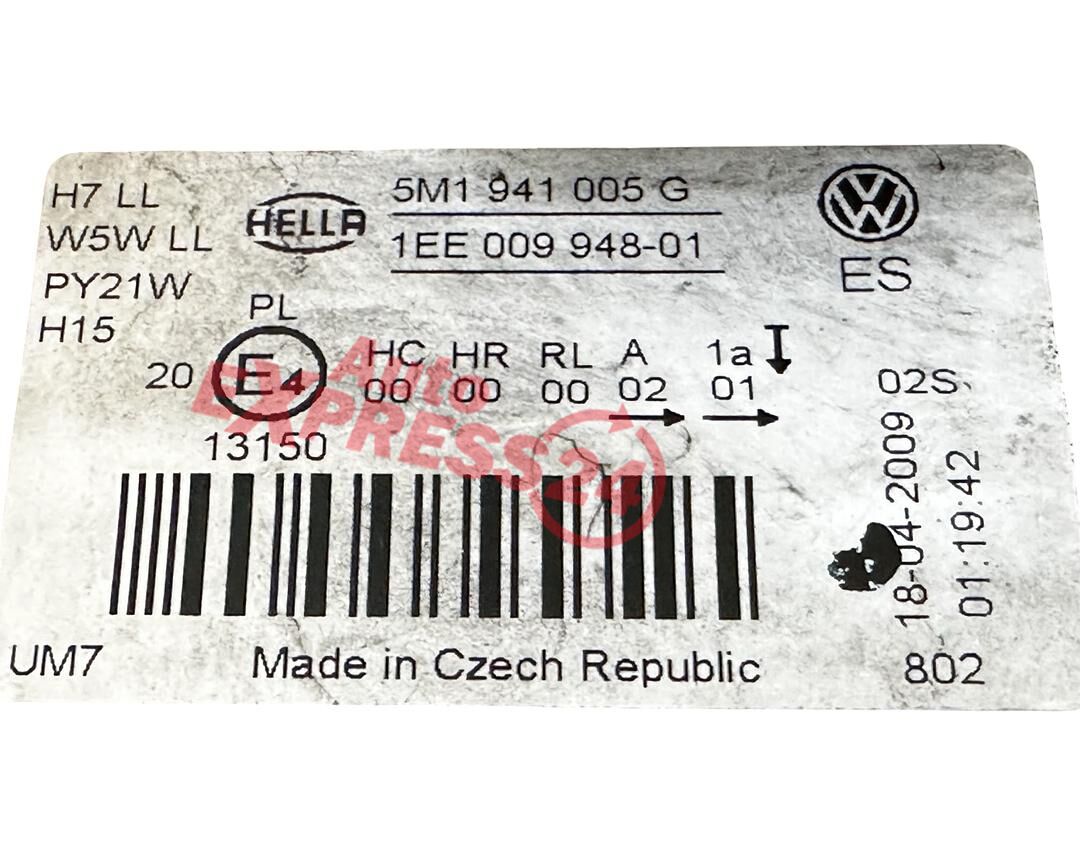 H7 LL
W5W LL
PY21W
H15
HELLA
5M1 941 005 G
1EE 009 948-01
VW
ES
PL
20 E4
13150
HC HR RL A 1a
00 00 00 02 01
Auto
EXPRESS24
02S
18-04-2009
01:19:42
UM7
Made in Czech Republic
802